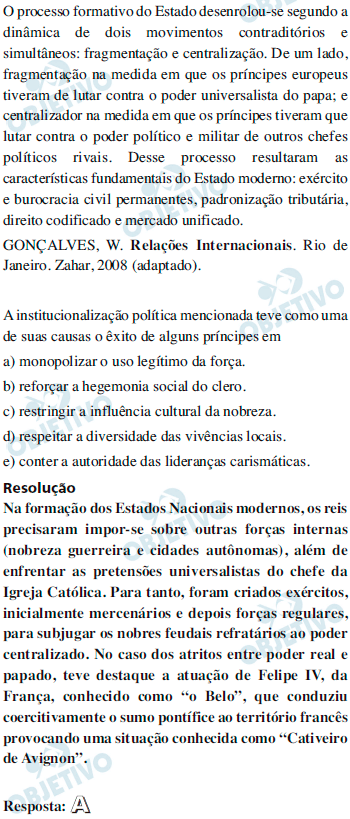 O processo formativo do Estado desenrolou-se segundo a
dinâmica de dois movimentos contraditórios e
simultâneos: fragmentação e centralização. De um lado,
fragmentação na medida em que os príncipes europeus
tiveram de lutar contra o poder universalista do papa; e
centralizador na medida em que os príncipes tiveram que
lutar contra o poder político e militar de outros chefes
políticos rivais. Desse processo resultaram as
características fundamentais do Estado moderno: exército
e burocracia civil permanentes, padronização tributária,
direito codificado e mercado unificado.
GONÇALVES, W. Relações Internacionais. Rio de
Janeiro. Zahar, 2008 (adaptado).
A institucionalização política mencionada teve como uma
de suas causas o êxito de alguns príncipes em
a) monopolizar o uso legítimo da força.
b) reforçar a hegemonia social do clero.
c) restringir a influência cultural da nobreza.
d) respeitar a diversidade das vivências locais.
e) conter a autoridade das lideranças carismáticas.
Resolução
Na formação dos Estados Nacionais modernos, os reis
precisaram impor-se sobre outras forças internas
(nobreza guerreira e cidades autônomas), além de
enfrentar as pretensões universalistas do chefe da
Igreja Católica. Para tanto, foram criados exércitos,
inicialmente mercenários e depois forças regulares,
para subjugar os nobres feudais refratários ao poder
centralizado. No caso dos atritos entre poder real e
papado, teve destaque a atuação de Felipe IV, da
França, conhecido como “o Belo”, que conduziu
coercitivamente o sumo pontífice ao território francês
provocando uma situação conhecida como “Cativeiro
de Avignon”.
Resposta: A
OBJETIVO